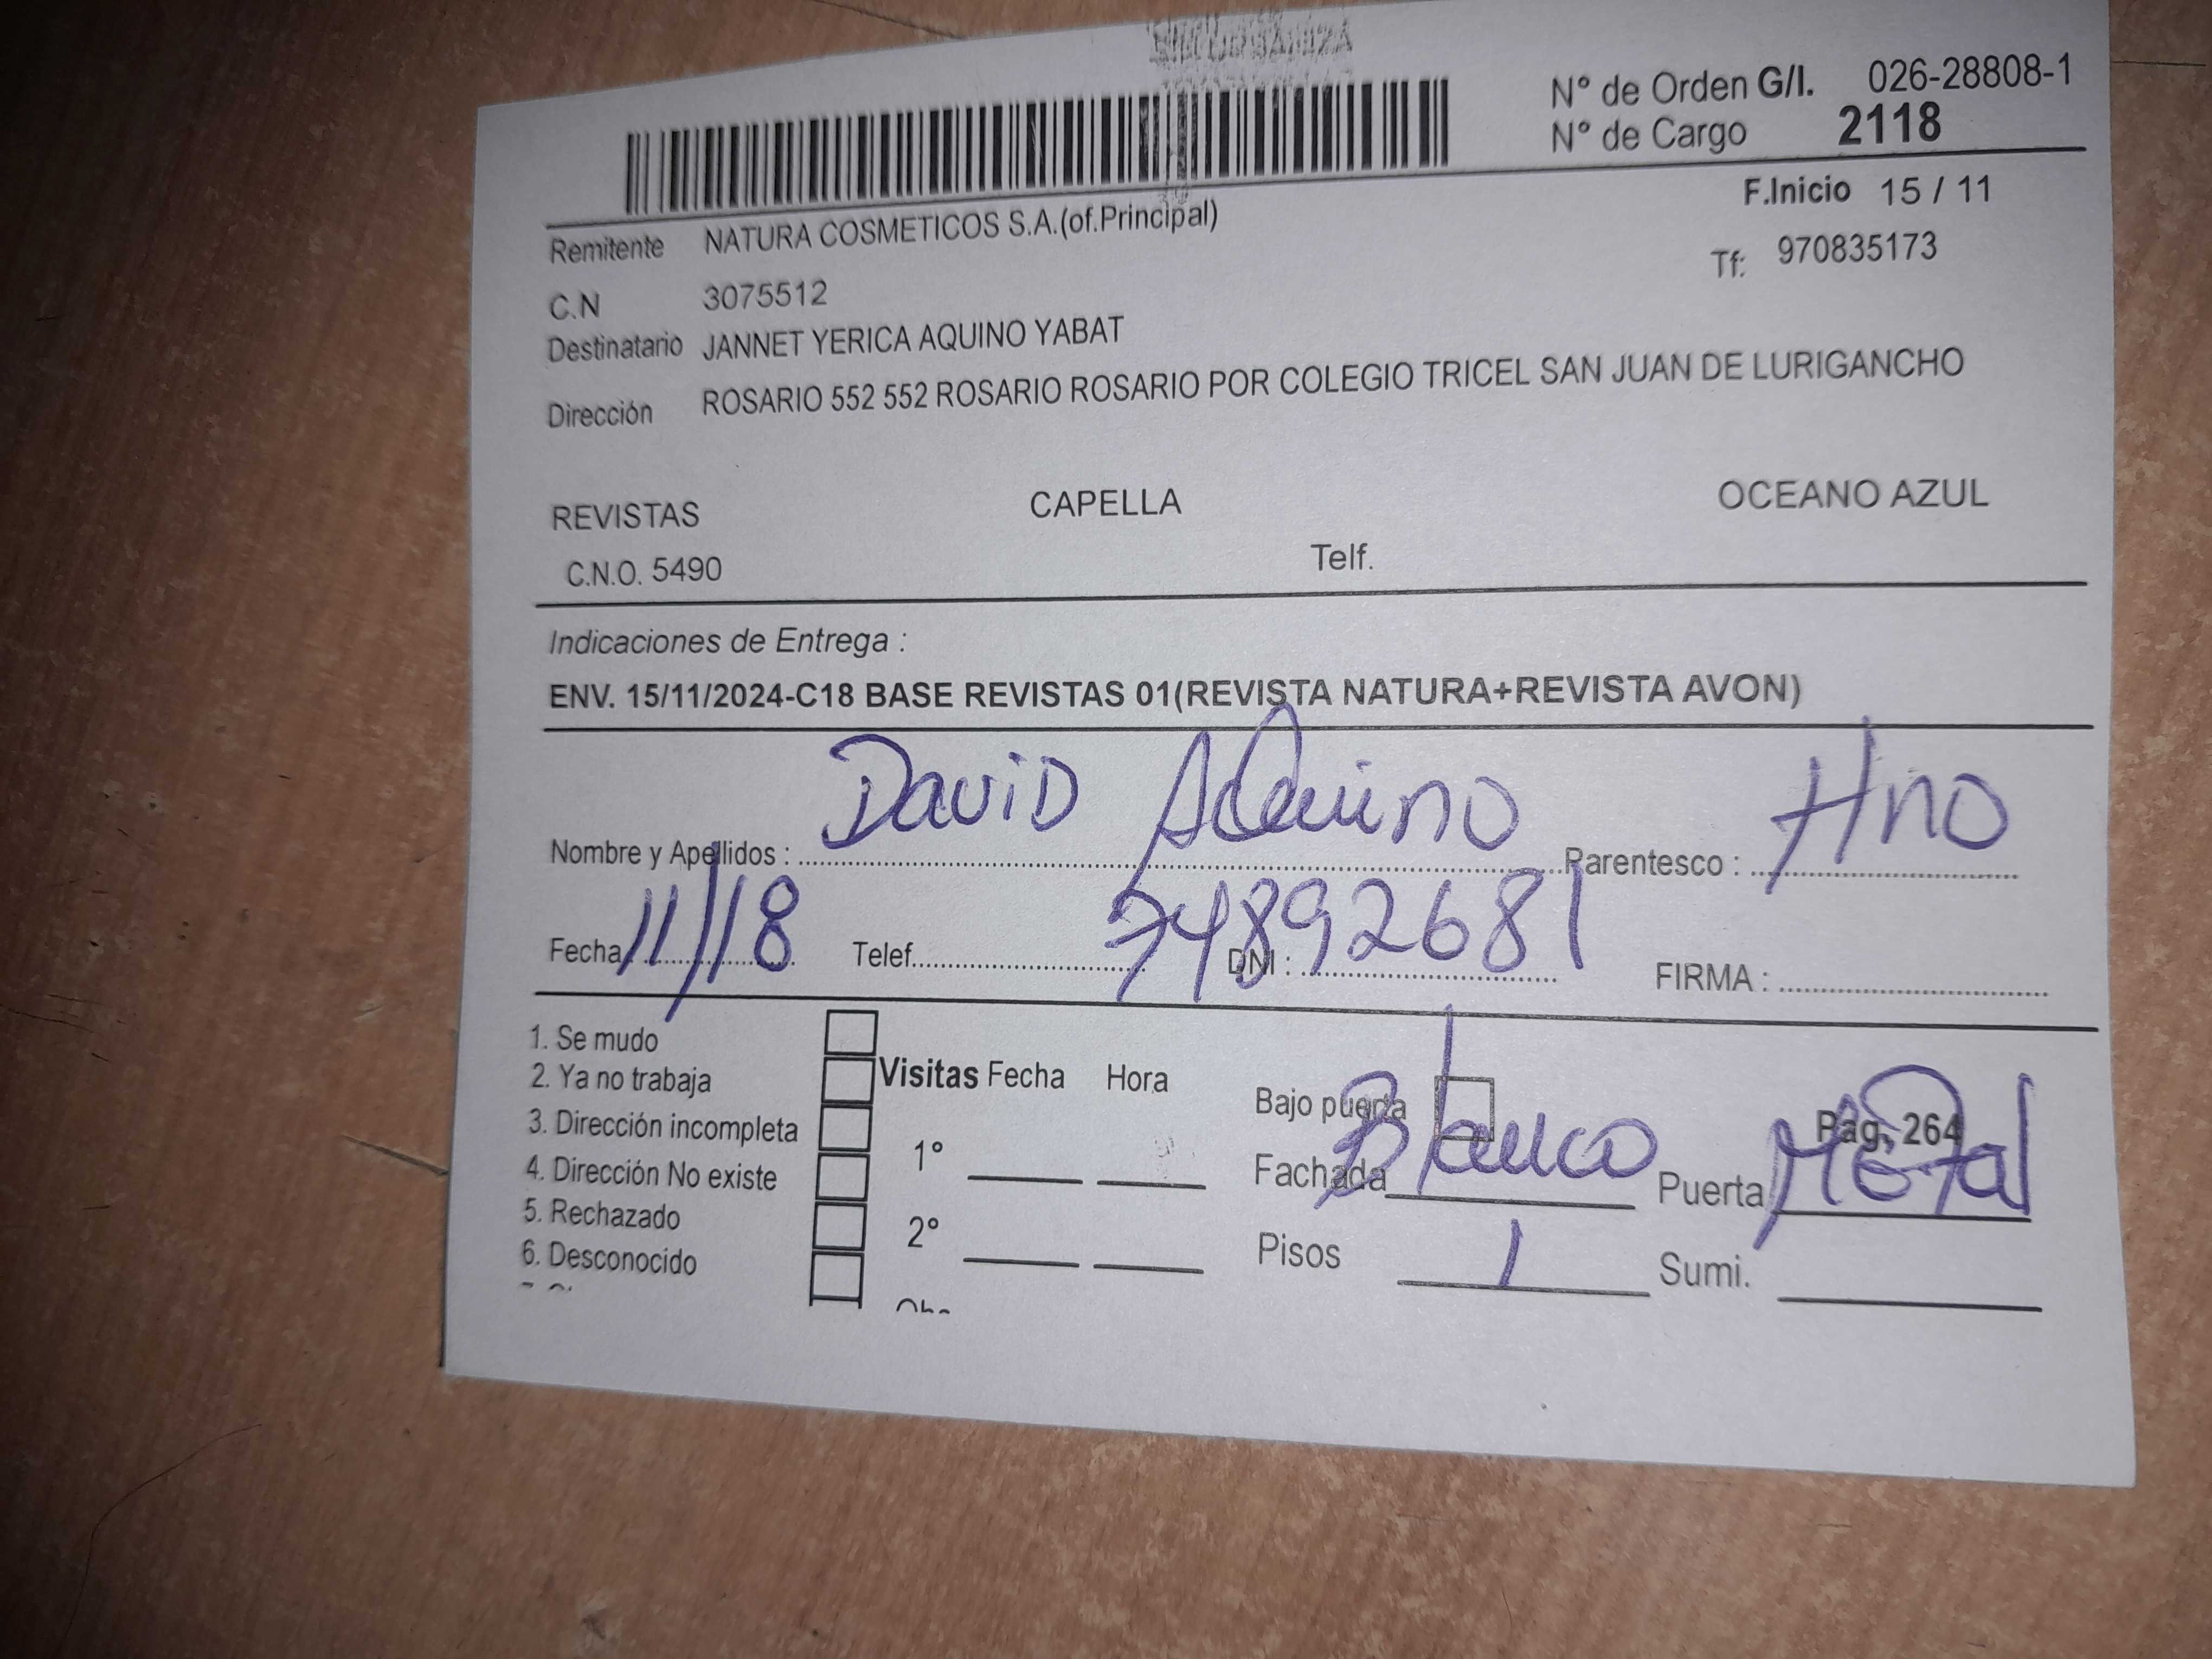 N° de Orden G/I. 026-28808-1
N° de Cargo 2118
F.Inicio 15 / 11
Remitente NATURA COSMETICOS S.A.(of.Principal)
Tf: 970835173
C.N 3075512
Destinatario JANNET YERICA AQUINO YABAT
Dirección ROSARIO 552 552 ROSARIO ROSARIO POR COLEGIO TRICEL SAN JUAN DE LURIGANCHO
REVISTAS CAPELLA OCEANO AZUL
C.N.O. 5490 Telf.
Indicaciones de Entrega :
ENV. 15/11/2024-C18 BASE REVISTAS 01(REVISTA NATURA+REVISTA AVON)
Nombre y Apellidos : David Aquino Parentesco : Hno
Fecha 11/18 Telef. DNI : 74892681 FIRMA :
1. Se mudo
2. Ya no trabaja
3. Dirección incompleta
4. Dirección No existe
5. Rechazado
6. Desconocido
Visitas Fecha Hora
1°
2°
Bajo puerta Pag. 264
Fachada Blanco Puerta Metal
Pisos 1 Sumi.